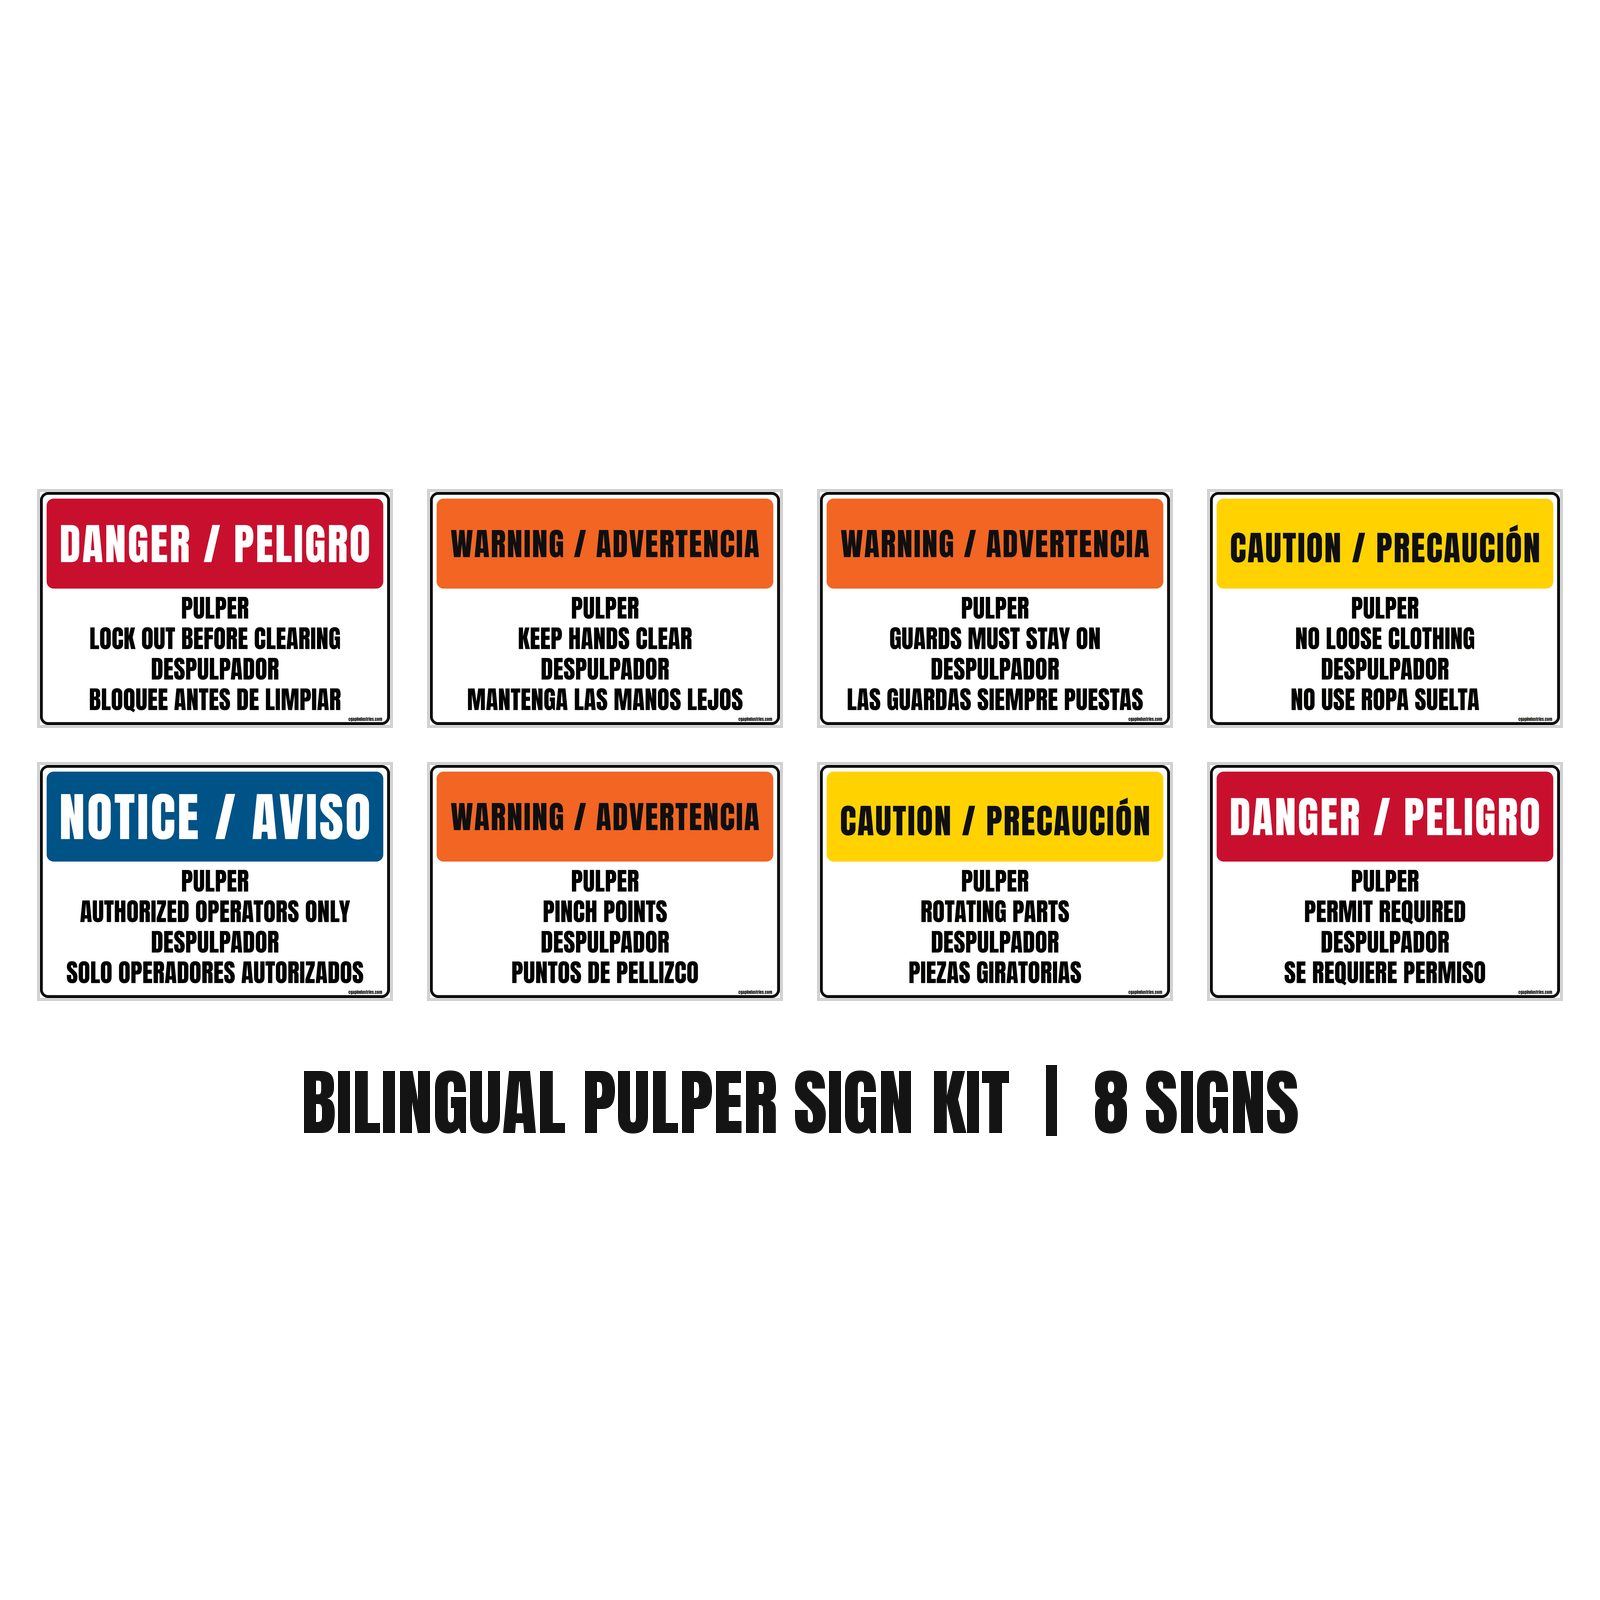 DANGER / PELIGRO
PULPER
LOCK OUT BEFORE CLEARING
DESPULPADOR
BLOQUEE ANTES DE LIMPIAR
cgaphindustries.com
WARNING / ADVERTENCIA
PULPER
KEEP HANDS CLEAR
DESPULPADOR
MANTENGA LAS MANOS LEJOS
WARNING / ADVERTENCIA
PULPER
GUARDS MUST STAY ON
DESPULPADOR
LAS GUARDAS SIEMPRE PUESTAS
CAUTION / PRECAUCIÓN
PULPER
NO LOOSE CLOTHING
DESPULPADOR
NO USE ROPA SUELTA
NOTICE / AVISO
PULPER
AUTHORIZED OPERATORS ONLY
DESPULPADOR
SOLO OPERADORES AUTORIZADOS
WARNING / ADVERTENCIA
PULPER
PINCH POINTS
DESPULPADOR
PUNTOS DE PELLIZCO
CAUTION / PRECAUCIÓN
PULPER
ROTATING PARTS
DESPULPADOR
PIEZAS GIRATORIAS
DANGER / PELIGRO
PULPER
PERMIT REQUIRED
DESPULPADOR
SE REQUIERE PERMISO
BILINGUAL PULPER SIGN KIT | 8 SIGNS